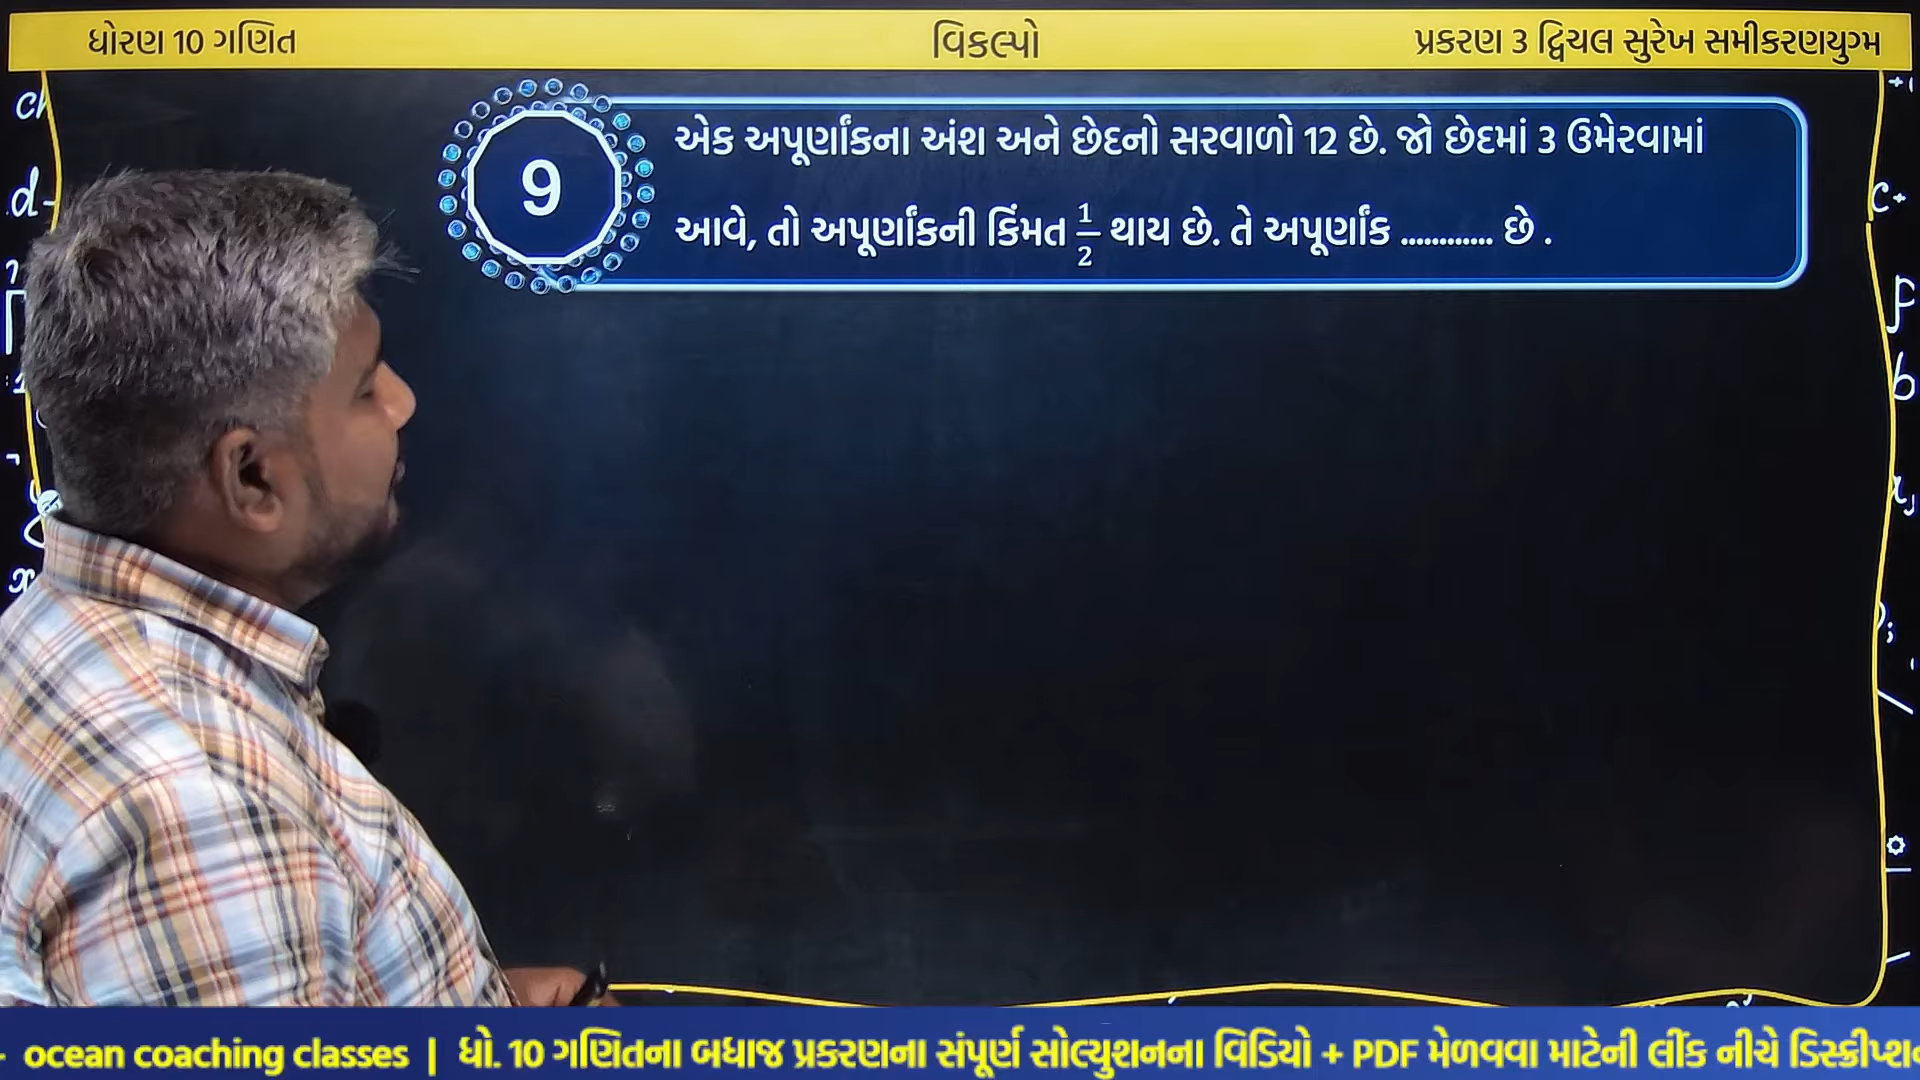 ધોરણ 10 ગણિત
વિકલ્પો
પ્રકરણ 3 દ્વિચલ સુરેખ સમીકરણયુગ્મ
9
એક અપૂર્ણાંકના અંશ અને છેદનો સરવાળો 12 છે. જો છેદમાં 3 ઉમેરવામાં
આવે, તો અપૂર્ણાંકની કિંમત 1/2 થાય છે. તે અપૂર્ણાંક ............ છે .
ocean coaching classes | ધો. 10 ગણિતના બધાજ પ્રકરણના સંપૂર્ણ સોલ્યુશનના વિડિયો + PDF મેળવવા માટેની લીંક નીચે